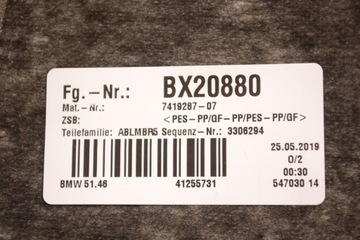 Fg.-Nr.: BX20880
Mat.-Nr.: 7419287-07
ZSB: <PES-PP/GF-PP/PES-PP/GF>
Teilefamilie: ABLMBR5 Sequenz-Nr.: 3306294
25.05.2019
0/2
00:30
BMW 51.46 41255731 547030 14